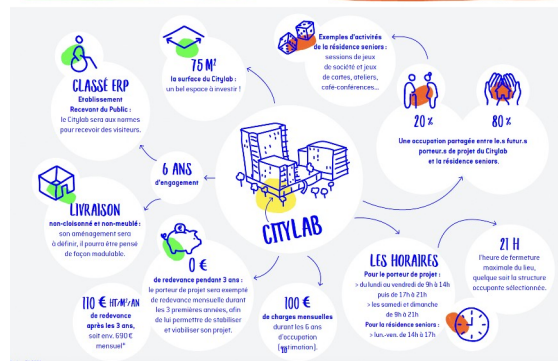 CLASSÉ ERP
Etablissement
Recevant du Public :
le Citylab sera aux normes
pour recevoir des visiteurs.
75 M²
la surface du Citylab :
un bel espace à investir !
Exemples d'activités
de la résidence seniors :
sessions de jeux
de société et jeux
de cartes, ateliers,
café-conférences...
20 %
80 %
Une occupation partagée entre le.s futur.s
porteur.s de projet du Citylab
et la résidence seniors.
6 ANS
d'engagement
LIVRAISON
non-cloisonné et non-meublé :
son aménagement sera
à définir, il pourra être pensé
de façon modulable.
CITYLAB
0 €
de redevance pendant 3 ans :
le porteur de projet sera exempté
de redevance mensuelle durant
les 3 premières années, afin
de lui permettre de stabiliser
et viabiliser son projet.
110 € HT/M²/AN
de redevance
après les 3 ans,
soit env. 690 €
mensuel*
100 €
de charges mensuelles
durant les 6 ans
d'occupation
(estimation).
LES HORAIRES
Pour le porteur de projet :
> du lundi au vendredi de 9h à 14h
puis de 17h à 21h
> les samedi et dimanche
de 9h à 21h
Pour la résidence seniors :
> lun.-ven. de 14h à 17h
21 H
l'heure de fermeture
maximale du lieu,
quelque soit la structure
occupante sélectionnée.